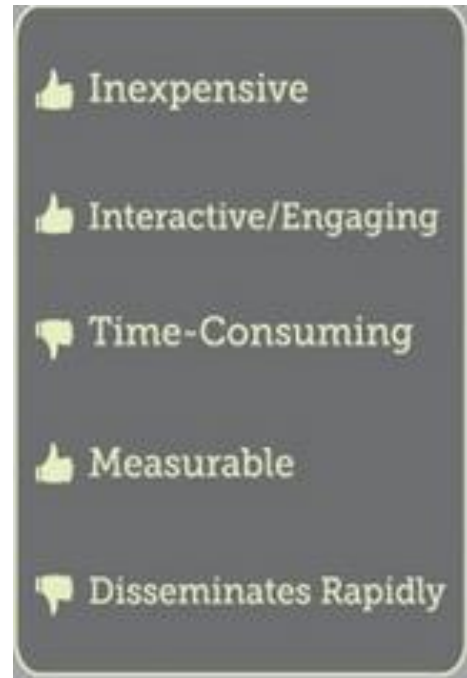 Inexpensive
Interactive/Engaging
Time-Consuming
Measurable
Disseminates Rapidly